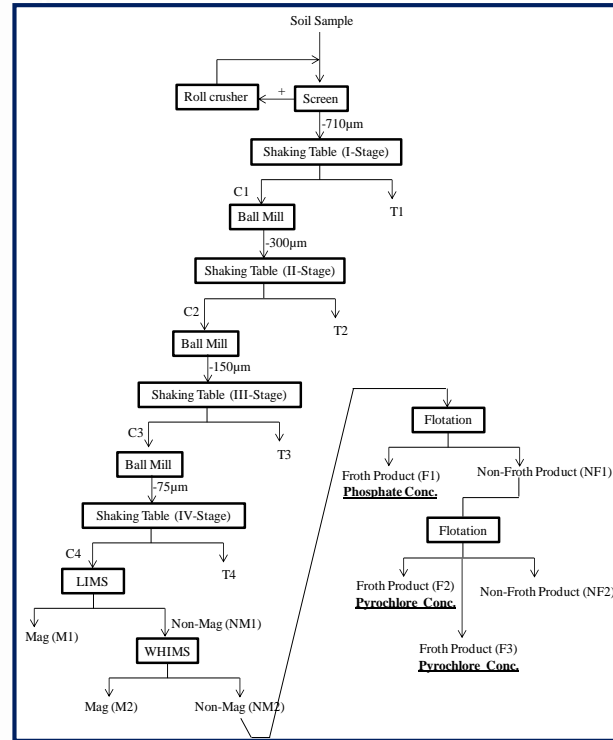 Soil Sample
Roll crusher
+
Screen
-710µm
Shaking Table (I-Stage)
C1
T1
Ball Mill
-300µm
Shaking Table (II-Stage)
C2
T2
Ball Mill
-150µm
Shaking Table (III-Stage)
C3
T3
Ball Mill
-75µm
Shaking Table (IV-Stage)
C4
T4
LIMS
Mag (M1)
Non-Mag (NM1)
WHIMS
Mag (M2)
Non-Mag (NM2)
Flotation
Froth Product (F1)
Phosphate Conc.
Non-Froth Product (NF1)
Flotation
Froth Product (F2)
Pyrochlore Conc.
Non-Froth Product (NF2)
Froth Product (F3)
Pyrochlore Conc.